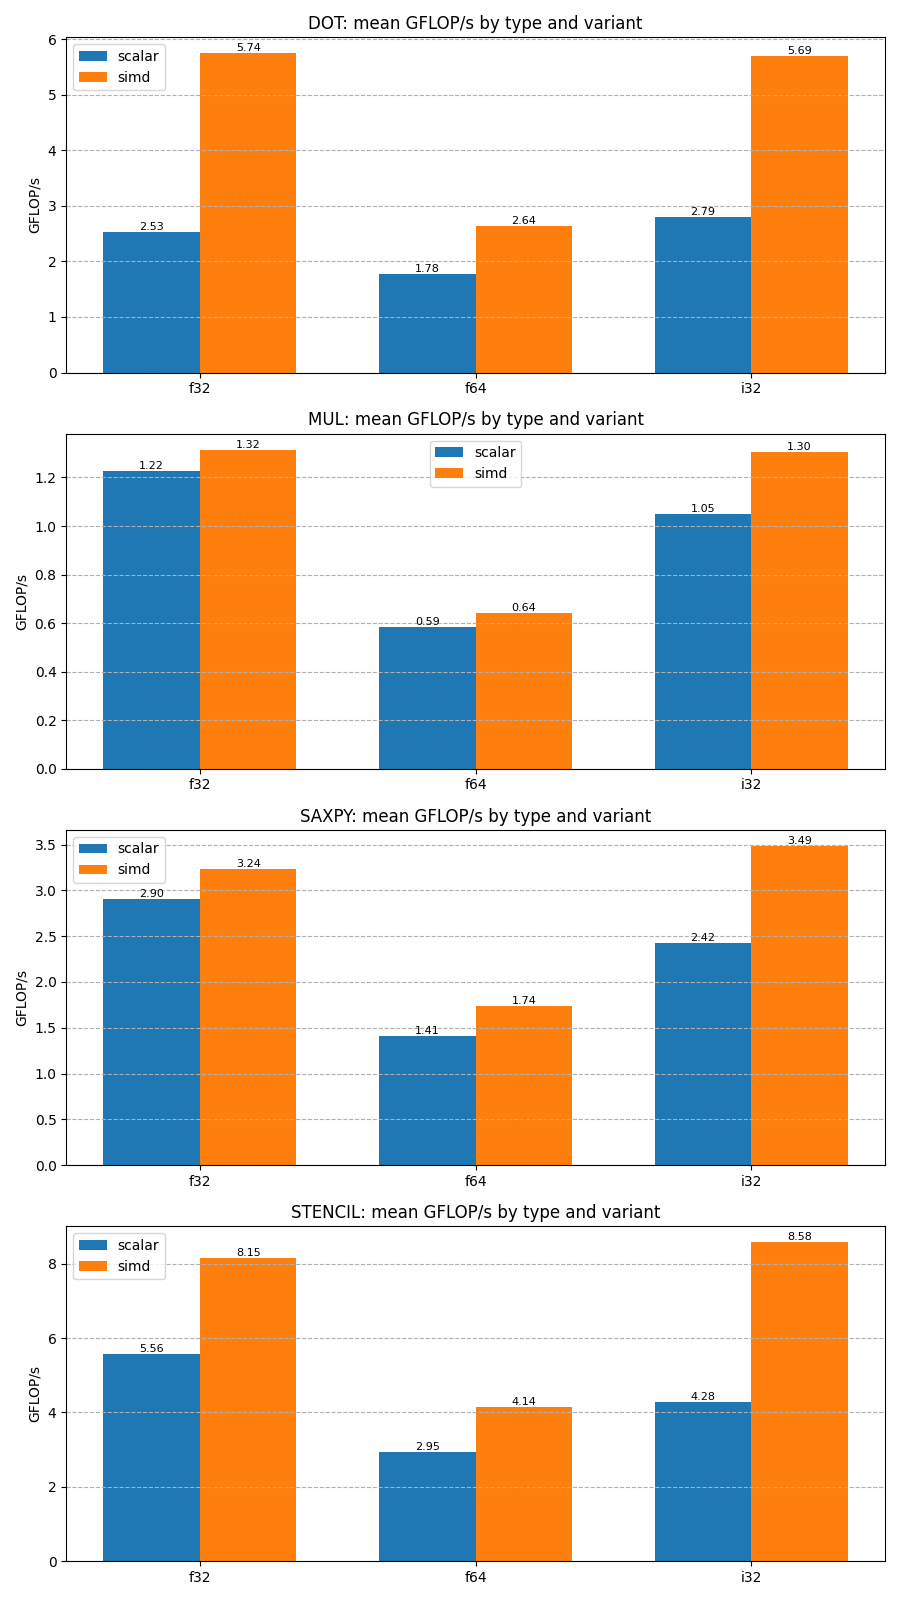 DOT: mean GFLOP/s by type and variant
scalar
simd
GFLOP/s
6
5
4
3
2
1
0
2.53
5.74
1.78
2.64
2.79
5.69
f32
f64
i32
MUL: mean GFLOP/s by type and variant
scalar
simd
GFLOP/s
1.2
1.0
0.8
0.6
0.4
0.2
0.0
1.22
1.32
0.59
0.64
1.05
1.30
f32
f64
i32
SAXPY: mean GFLOP/s by type and variant
scalar
simd
GFLOP/s
3.5
3.0
2.5
2.0
1.5
1.0
0.5
0.0
2.90
3.24
1.41
1.74
2.42
3.49
f32
f64
i32
STENCIL: mean GFLOP/s by type and variant
scalar
simd
GFLOP/s
8
6
4
2
0
5.56
8.15
2.95
4.14
4.28
8.58
f32
f64
i32